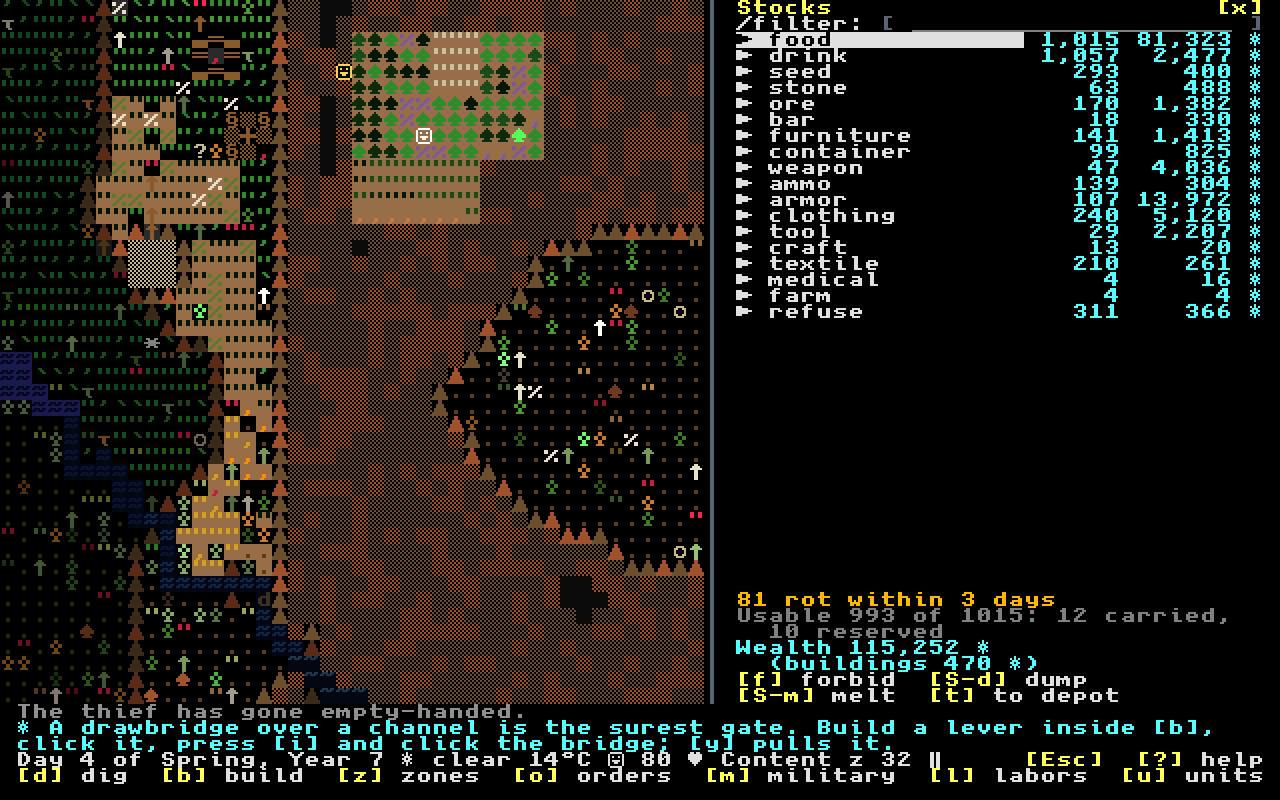 Stocks [x]
/filter: [ ]
► food 1,015 81,323 *
► drink 1,057 2,477 *
► seed 293 400 *
► stone 63 488 *
► ore 170 1,382 *
► bar 18 330 *
► furniture 141 1,413 *
► container 99 825 *
► weapon 47 4,036 *
► ammo 139 304 *
► armor 107 13,972 *
► clothing 240 5,120 *
► tool 29 2,207 *
► craft 13 20 *
► textile 210 261 *
► medical 4 16 *
► farm 4 4 *
► refuse 311 366 *
81 rot within 3 days
Usable 993 of 1015: 12 carried,
10 reserved
Wealth 115,252 *
(buildings 470 *)
[f] forbid [S-d] dump
[S-m] melt [t] to depot
The thief has gone empty-handed.
* A drawbridge over a channel is the surest gate. Build a lever inside [b],
click it, press [i] and click the bridge; [y] pulls it.
Day 4 of Spring, Year 7 * clear 14°C ☺ 80 ♥ Content z 32 ‖ [Esc] [?] help
[d] dig [b] build [z] zones [o] orders [m] military [l] labors [u] units